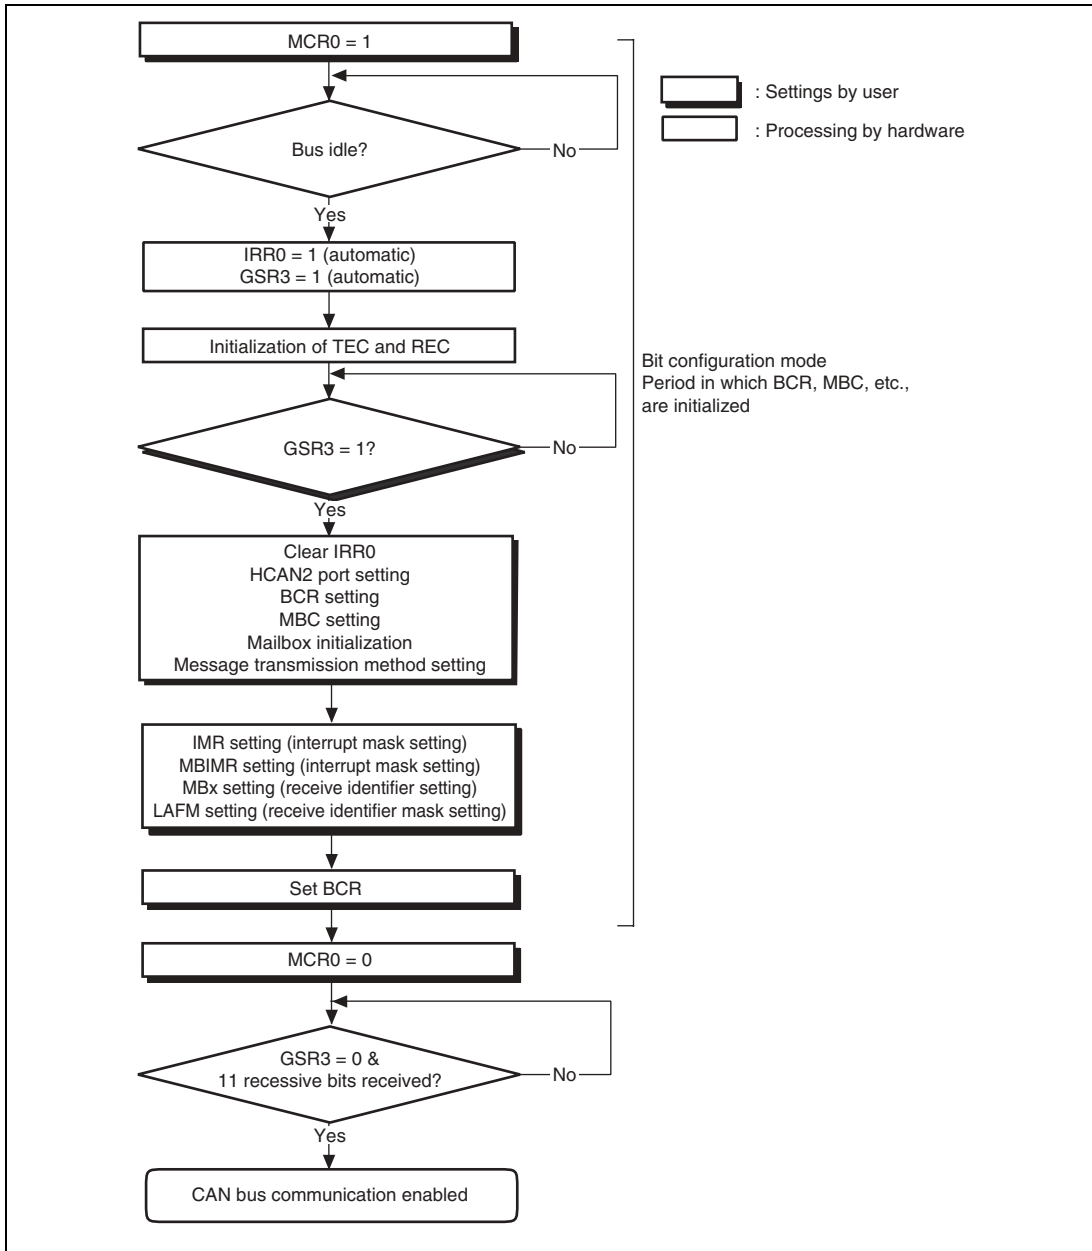 MCR0 = 1
: Settings by user
: Processing by hardware
Bus idle?
No
Yes
IRR0 = 1 (automatic)
GSR3 = 1 (automatic)
Initialization of TEC and REC
Bit configuration mode
Period in which BCR, MBC, etc.,
are initialized
GSR3 = 1?
No
Yes
Clear IRR0
HCAN2 port setting
BCR setting
MBC setting
Mailbox initialization
Message transmission method setting
IMR setting (interrupt mask setting)
MBIMR setting (interrupt mask setting)
MBx setting (receive identifier setting)
LAFM setting (receive identifier mask setting)
Set BCR
MCR0 = 0
GSR3 = 0 &
11 recessive bits received?
No
Yes
CAN bus communication enabled